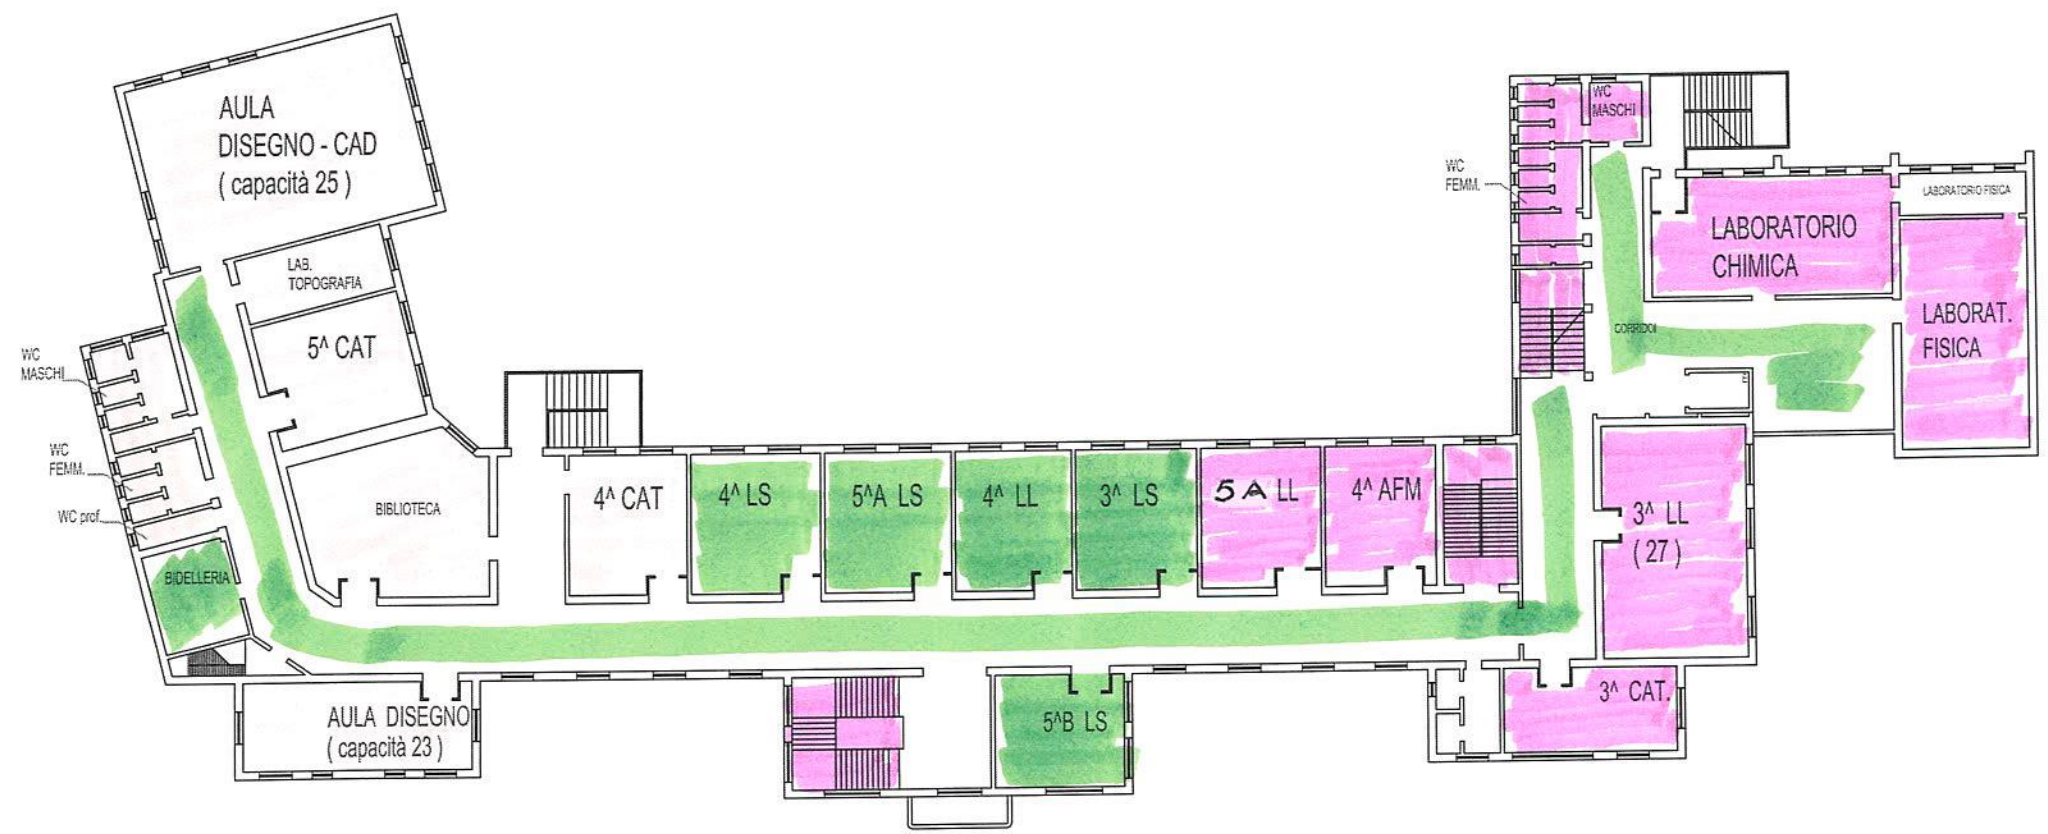 AULA
DISEGNO - CAD
( capacità 25 )
LAB.
TOPOGRAFIA
5^ CAT
WC
MASCHI
WC
FEMM.
WC prof.
BIDELLERIA
BIBLIOTECA
AULA DISEGNO
( capacità 23 )
4^ CAT
4^ LS
5^A LS
4^ LL
3^ LS
5 A LL
4^ AFM
5^B LS
WC
MASCHI
WC
FEMM.
LABORATORIO
CHIMICA
LABORATORIO FISICA
LABORAT.
FISICA
CORRIDOI
3^ LL
( 27 )
3^ CAT.